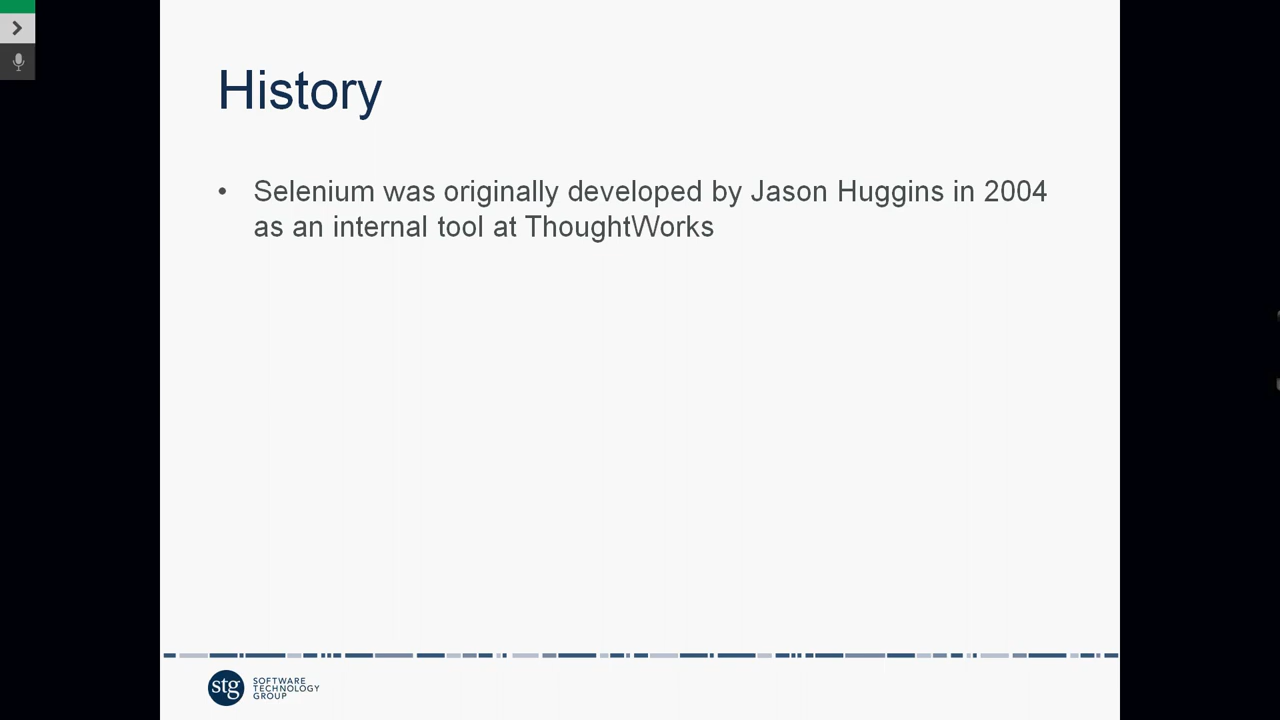 History
• Selenium was originally developed by Jason Huggins in 2004
as an internal tool at ThoughtWorks
stg
SOFTWARE
TECHNOLOGY
GROUP